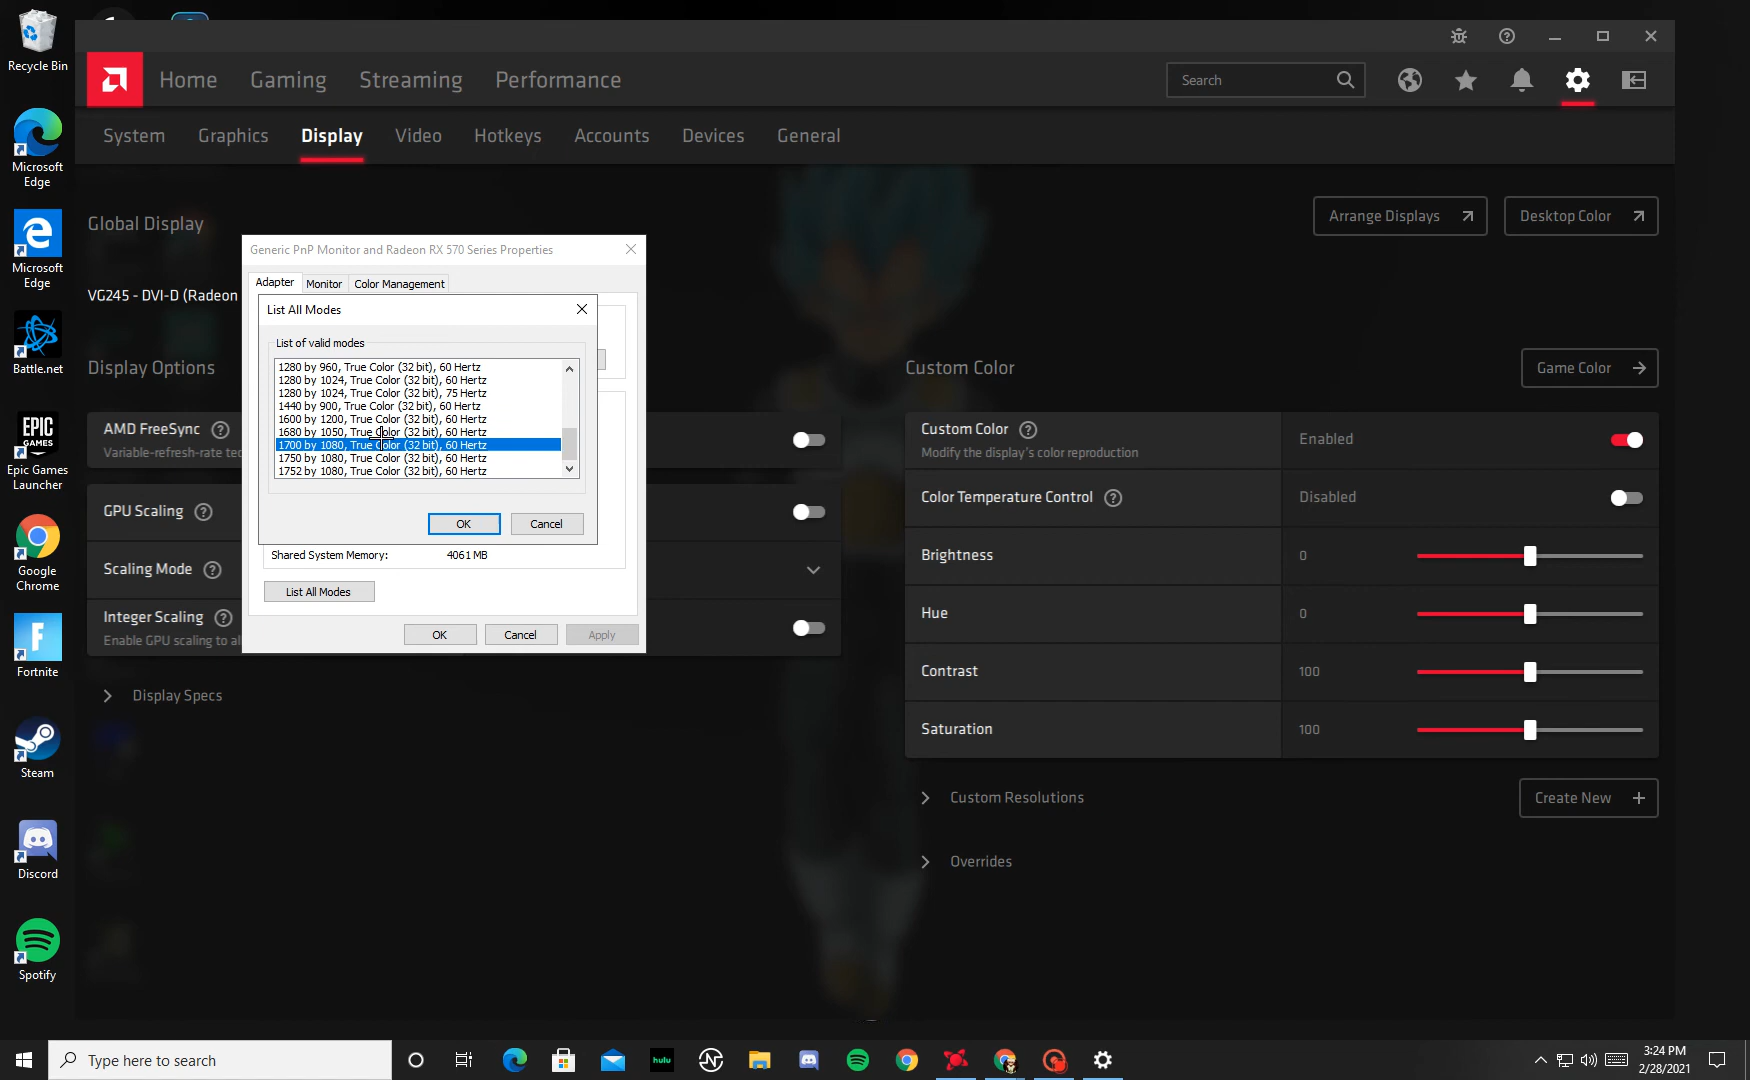 Recycle Bin
Microsoft
Edge
Microsoft
Edge
Battle.net
EPIC
GAMES
Epic Games
Launcher
Google
Chrome
Fortnite
Steam
Discord
Spotify
Home Gaming Streaming Performance
Search
System Graphics Display Video Hotkeys Accounts Devices General
Global Display
Arrange Displays
Desktop Color
VG245 - DVI-D (Radeon
Display Options
AMD FreeSync
Variable-refresh-rate tec
GPU Scaling
Scaling Mode
Integer Scaling
Enable GPU scaling to al
Display Specs
Generic PnP Monitor and Radeon RX 570 Series Properties
Adapter Monitor Color Management
List All Modes
List of valid modes
1280 by 960, True Color (32 bit), 60 Hertz
1280 by 1024, True Color (32 bit), 60 Hertz
1280 by 1024, True Color (32 bit), 75 Hertz
1440 by 900, True Color (32 bit), 60 Hertz
1600 by 1200, True Color (32 bit), 60 Hertz
1680 by 1050, True Color (32 bit), 60 Hertz
1700 by 1080, True Color (32 bit), 60 Hertz
1750 by 1080, True Color (32 bit), 60 Hertz
1752 by 1080, True Color (32 bit), 60 Hertz
OK Cancel
Shared System Memory: 4061 MB
List All Modes
OK Cancel Apply
Custom Color
Game Color
Custom Color
Modify the display's color reproduction
Enabled
Color Temperature Control
Disabled
Brightness 0
Hue 0
Contrast 100
Saturation 100
Custom Resolutions
Create New
Overrides
Type here to search
hulu
3:24 PM
2/28/2021